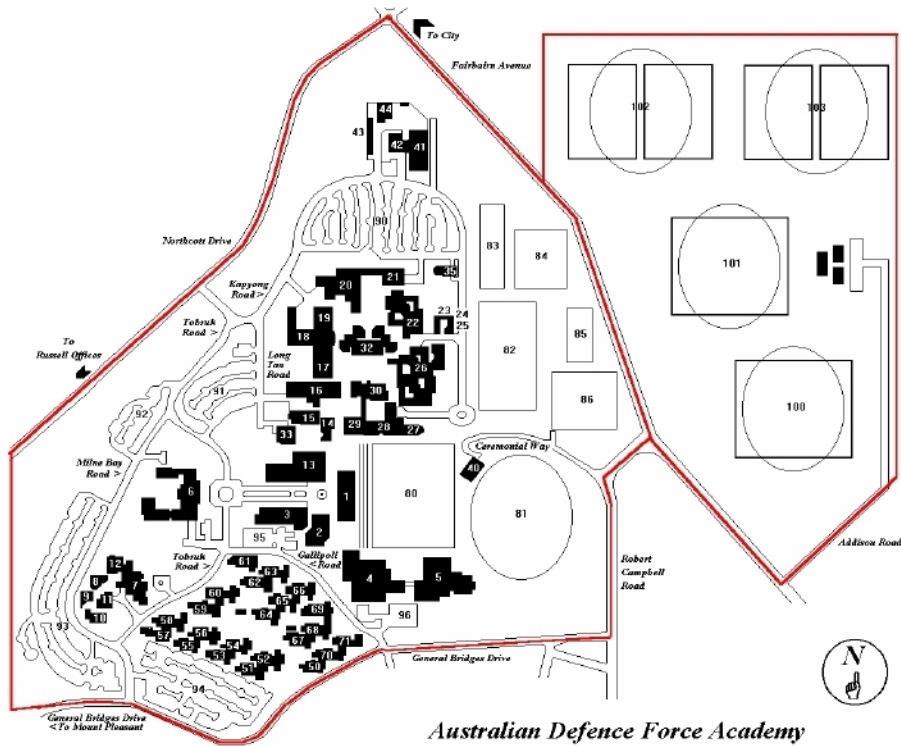 To City
Fairbairn Avenue
44
102
103
43
42
41
90
83
84
Northcott Drive
101
35
21
20
Kapyong
Road >
23
24
25
19
22
Tobruk
Road >
18
85
32
82
To
Russell Offices
Long
Tan
Road
17
26
91
16
30
86
100
92
15
14
29
28
27
33
Ceremonial Way
Milne Bay
Road >
13
40
6
1
80
81
3
2
95
Gallipoli
< Road
Addison Road
Tobruk
Road >
61
Robert
Campbell
Road
12
63
4
5
8
7
62
66
60
9
11
65
59
64
69
96
10
58
93
57
56
68
67
71
55
54
53
52
70
General Bridges Drive
51
50
N
94
General Bridges Drive
< To Mount Pleasant
Australian Defence Force Academy